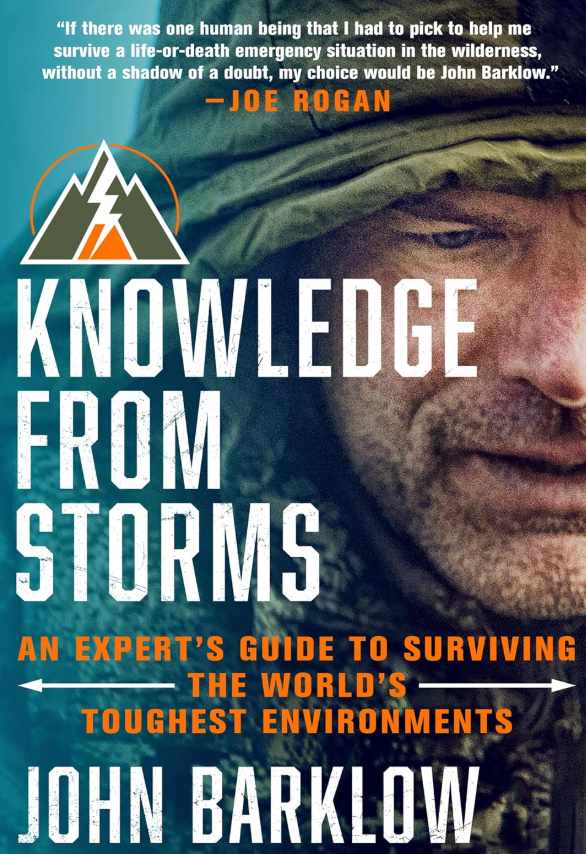 “If there was one human being that I had to pick to help me
survive a life-or-death emergency situation in the wilderness,
without a shadow of a doubt, my choice would be John Barklow.”
—JOE ROGAN
KNOWLEDGE
FROM
STORMS
AN EXPERT’S GUIDE TO SURVIVING
THE WORLD’S
TOUGHEST ENVIRONMENTS
JOHN BARKLOW